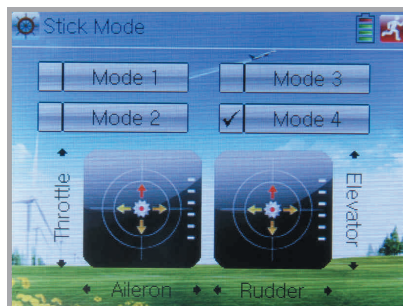 Stick Mode
Mode 1
Mode 3
Mode 2
Mode 4
Throttle
Elevator
Aileron
Rudder